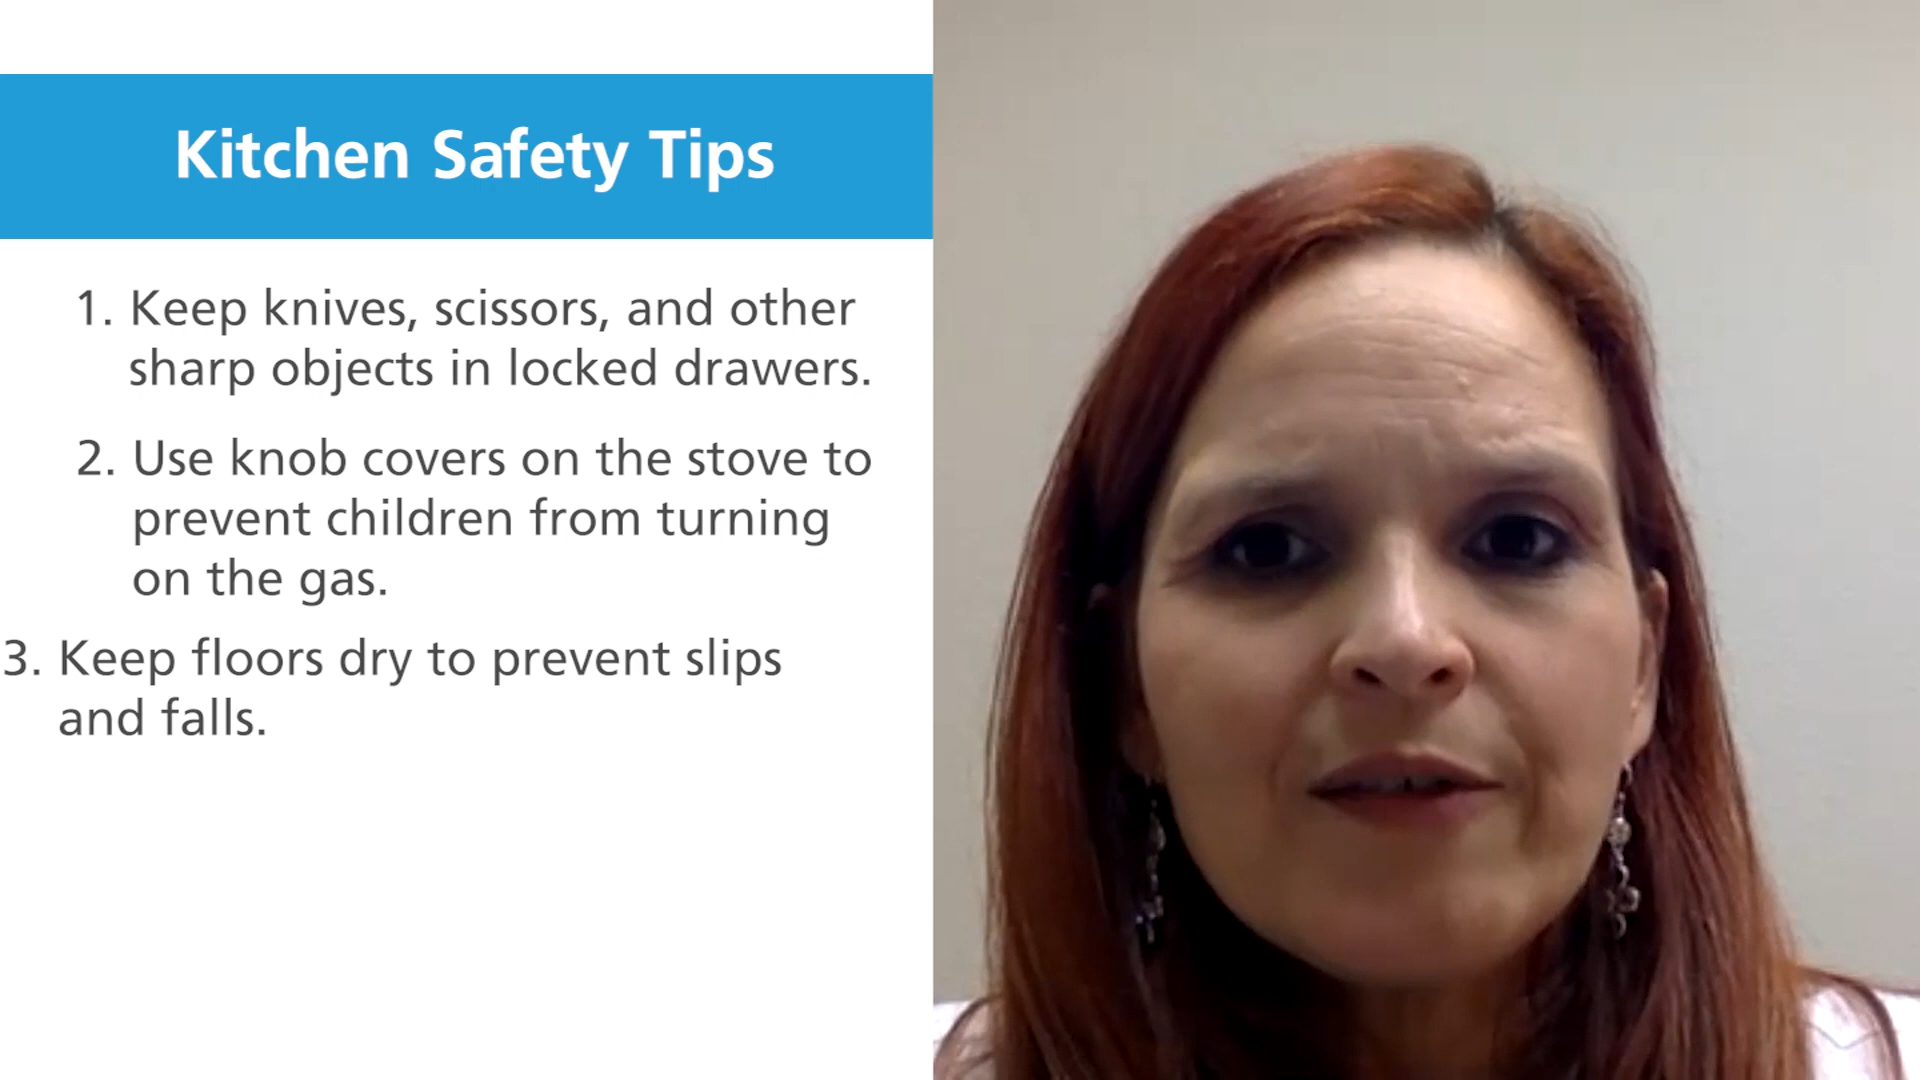 Kitchen Safety Tips
1. Keep knives, scissors, and other
sharp objects in locked drawers.
2. Use knob covers on the stove to
prevent children from turning
on the gas.
3. Keep floors dry to prevent slips
and falls.